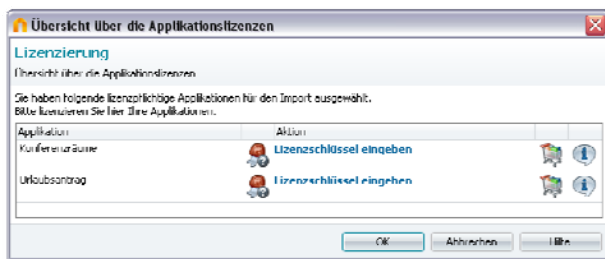 Übersicht über die Applikationslizenzen
Lizenzierung
Übersicht über die Applikationslizenzen
Sie haben folgende lizenzpflichtige Applikationen für den Import ausgewählt.
Bitte lizenzieren Sie hier Ihre Applikationen.
Applikation Aktion
Konferenzräume Lizenzschlüssel eingeben
Urlaubsantrag Lizenzschlüssel eingeben
OK Abbrechen Hilfe